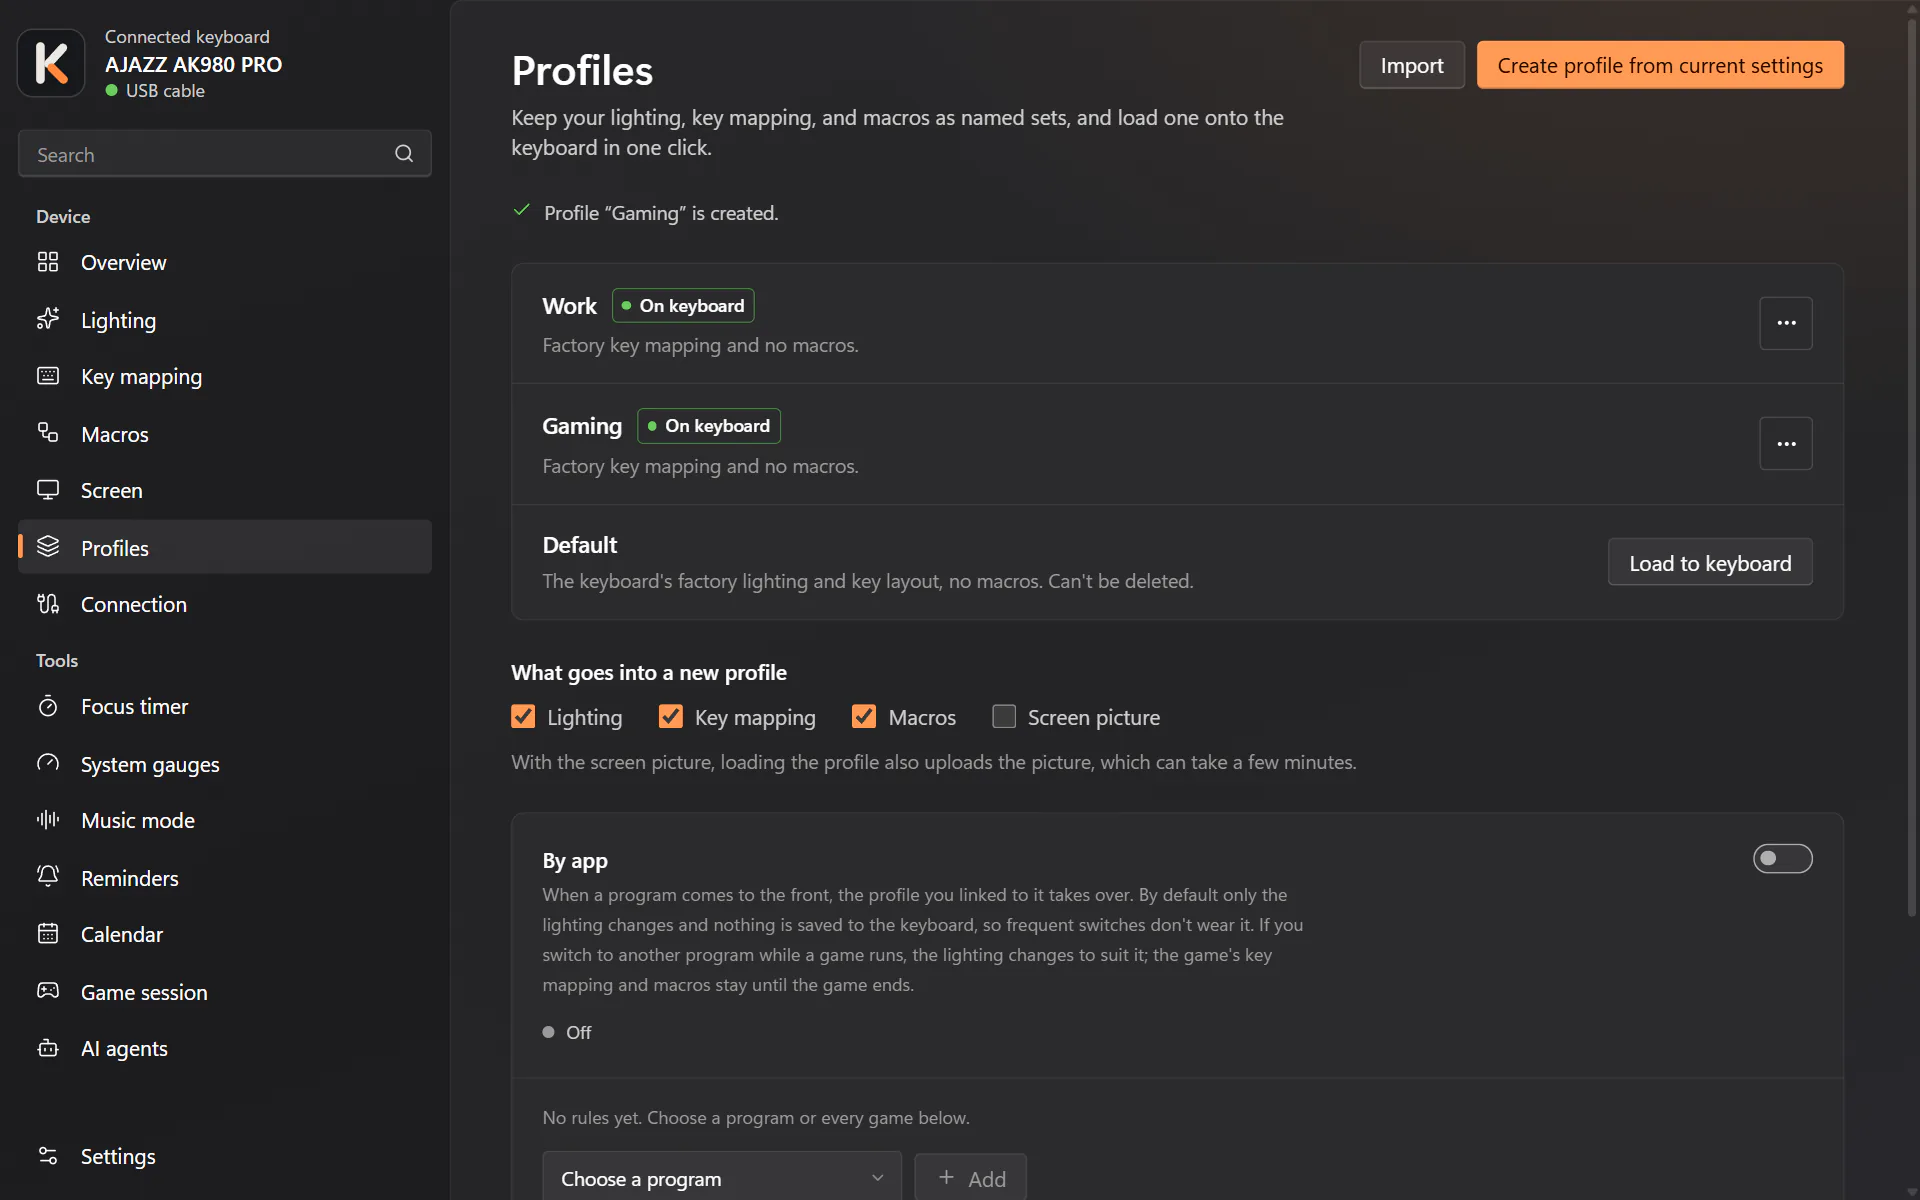 Connected keyboard
AJAZZ AK980 PRO
USB cable
Search
Device
Overview
Lighting
Key mapping
Macros
Screen
Profiles
Connection
Tools
Focus timer
System gauges
Music mode
Reminders
Calendar
Game session
AI agents
Settings
Profiles
Import
Create profile from current settings
Keep your lighting, key mapping, and macros as named sets, and load one onto the
keyboard in one click.
Profile “Gaming” is created.
Work
On keyboard
Factory key mapping and no macros.
Gaming
On keyboard
Factory key mapping and no macros.
Default
The keyboard's factory lighting and key layout, no macros. Can't be deleted.
Load to keyboard
What goes into a new profile
Lighting
Key mapping
Macros
Screen picture
With the screen picture, loading the profile also uploads the picture, which can take a few minutes.
By app
When a program comes to the front, the profile you linked to it takes over. By default only the
lighting changes and nothing is saved to the keyboard, so frequent switches don't wear it. If you
switch to another program while a game runs, the lighting changes to suit it; the game's key
mapping and macros stay until the game ends.
Off
No rules yet. Choose a program or every game below.
Choose a program
Add